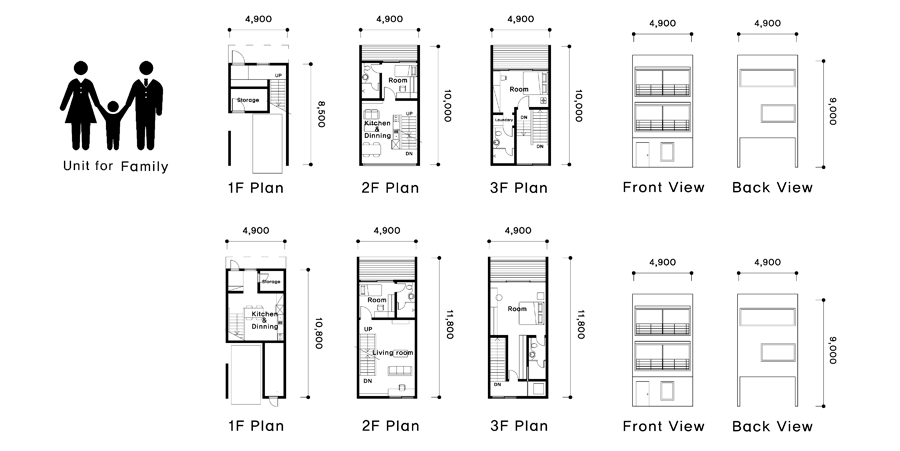 4,900 4,900 4,900 4,900 4,900
UP
Storage
8,500
Room
Kitchen
&
Dinning
UP
DN
10,000
Room
Laundary
DN
DN
10,000
9,000
Unit for Family
1F Plan 2F Plan 3F Plan Front View Back View
4,900 4,900 4,900 4,900 4,900
Storage
Kitchen
&
Dinning
10,800
Room
UP
Living room
DN
11,800
Room
DN
11,800
9,000
1F Plan 2F Plan 3F Plan Front View Back View